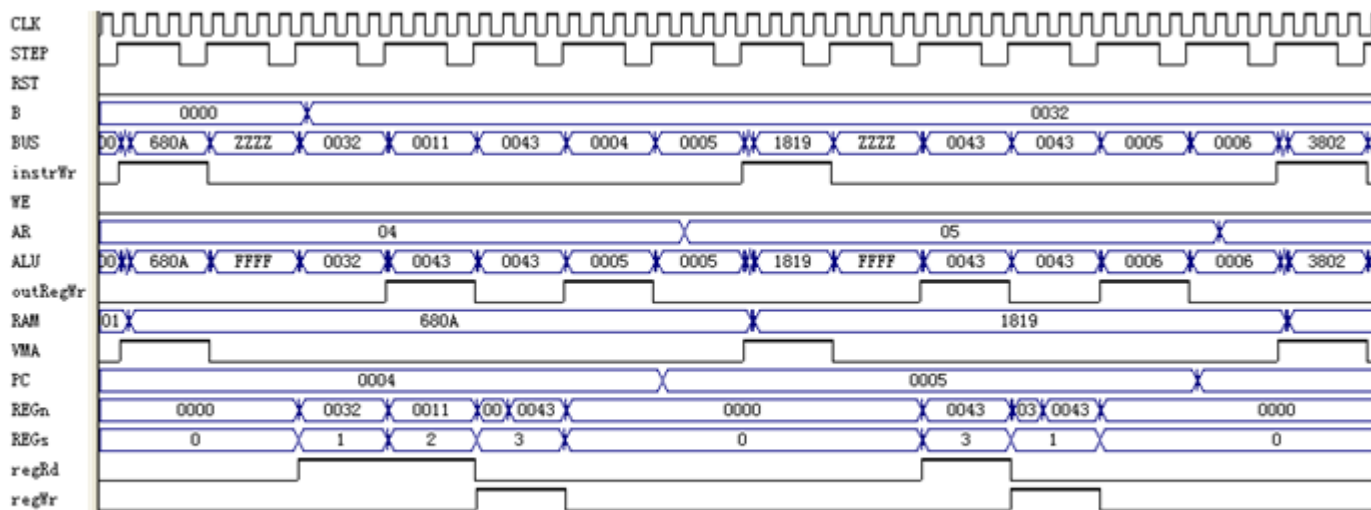 CLK
STEP
RST
B 0000 0032
BUS 00 680A ZZZZ 0032 0011 0043 0004 0005 1819 ZZZZ 0043 0043 0005 0006 3802
instrWr
WE
AR 04 05
ALU 00 680A FFFF 0032 0043 0043 0005 0005 1819 FFFF 0043 0043 0006 0006 3802
outRegWr
RAM 01 680A 1819
VMA
PC 0004 0005
REGn 0000 0032 0011 00 0043 0000 0043 03 0043 0000
REGs 0 1 2 3 0 3 1 0
regRd
regWr